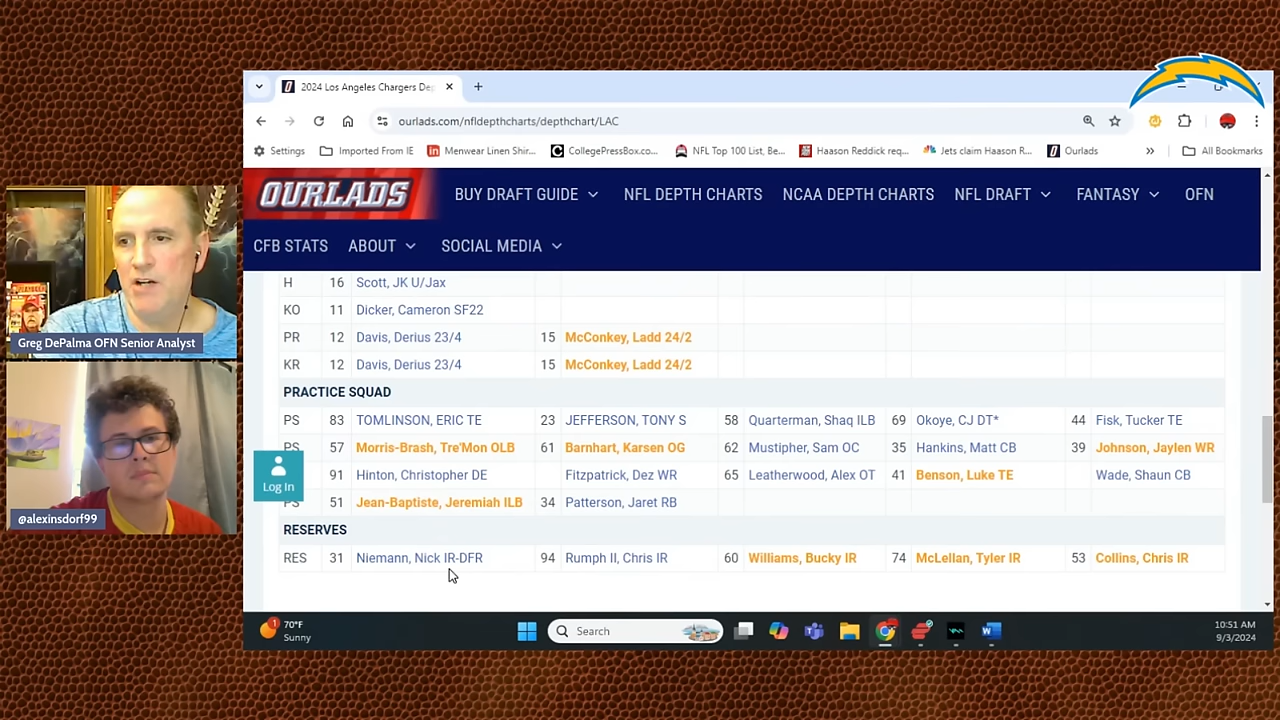 2024 Los Angeles Chargers De
ourlads.com/nfldepthcharts/depthchart/LAC
Settings Imported From IE Menwear Linen Shir... CollegePressBox.co... NFL Top 100 List, Be... Haason Reddick req... Jets claim Haason R... Ourlads All Bookmarks
OURLADS BUY DRAFT GUIDE NFL DEPTH CHARTS NCAA DEPTH CHARTS NFL DRAFT FANTASY OFN
CFB STATS ABOUT SOCIAL MEDIA
H 16 Scott, JK U/Jax
KO 11 Dicker, Cameron SF22
PR 12 Davis, Derius 23/4 15 McConkey, Ladd 24/2
KR 12 Davis, Derius 23/4 15 McConkey, Ladd 24/2
PRACTICE SQUAD
PS 83 TOMLINSON, ERIC TE 23 JEFFERSON, TONY S 58 Quarterman, Shaq ILB 69 Okoye, CJ DT* 44 Fisk, Tucker TE
PS 57 Morris-Brash, Tre'Mon OLB 61 Barnhart, Karsen OG 62 Mustipher, Sam OC 35 Hankins, Matt CB 39 Johnson, Jaylen WR
91 Hinton, Christopher DE Fitzpatrick, Dez WR 65 Leatherwood, Alex OT 41 Benson, Luke TE Wade, Shaun CB
PS 51 Jean-Baptiste, Jeremiah ILB 34 Patterson, Jaret RB
RESERVES
RES 31 Niemann, Nick IR-DFR 94 Rumph II, Chris IR 60 Williams, Bucky IR 74 McLellan, Tyler IR 53 Collins, Chris IR
Log In
Greg DePalma OFN Senior Analyst
@alexinsdorf99
1
70°F
Sunny
Search
10:51 AM
9/3/2024